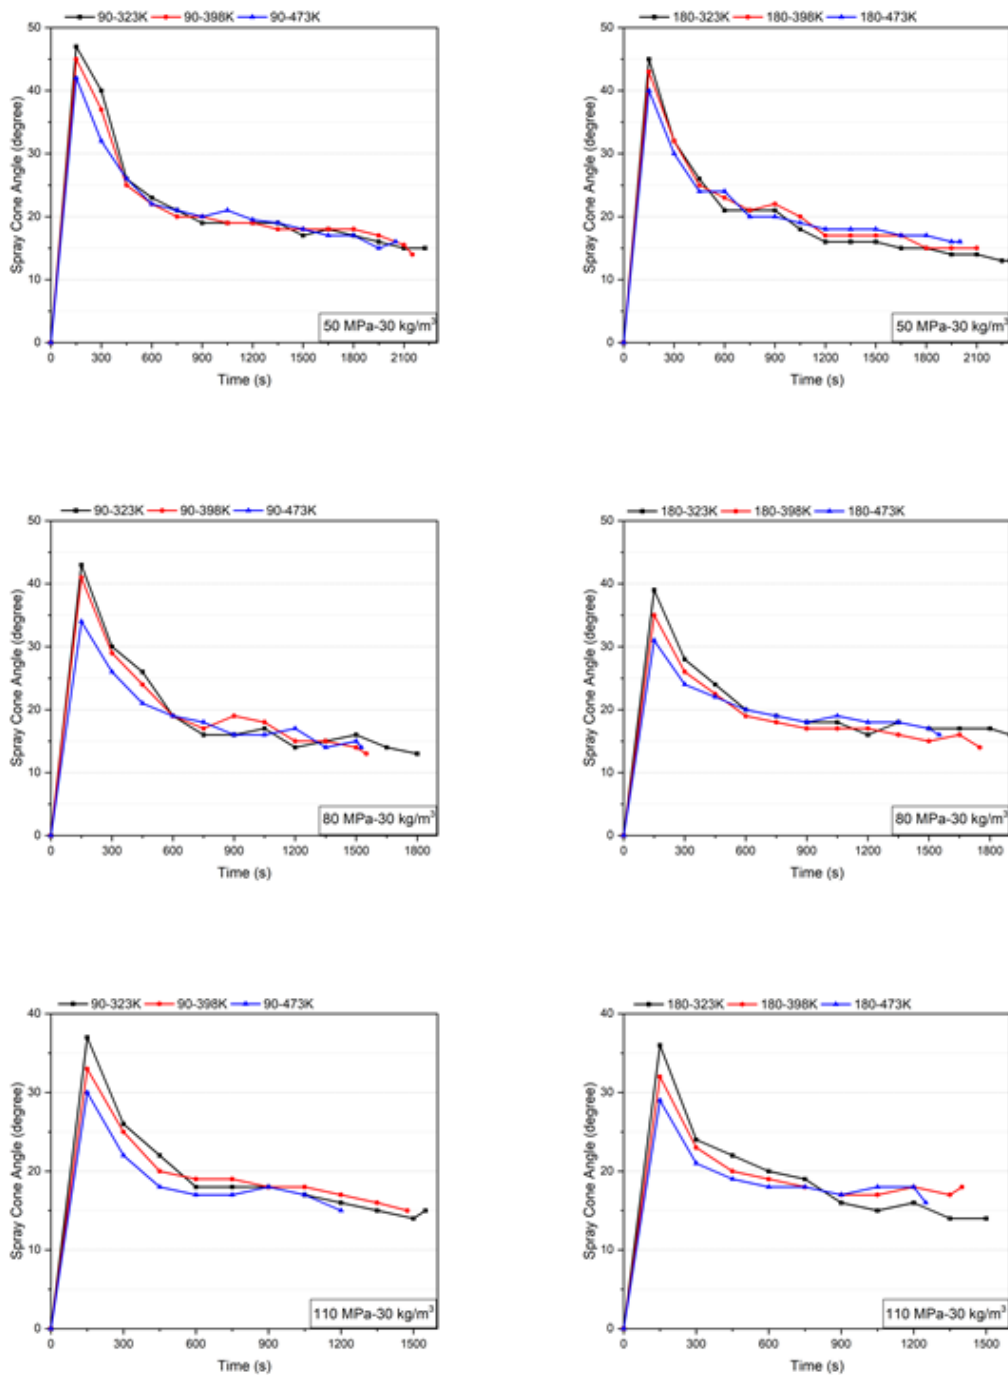 90-323K 90-398K 90-473K
50
40
30
20
10
0
Spray Cone Angle (degree)
50 MPa-30 kg/m³
0 300 600 900 1200 1500 1800 2100
Time (s)
180-323K 180-398K 180-473K
50
40
30
20
10
0
Spray Cone Angle (degree)
50 MPa-30 kg/m³
0 300 600 900 1200 1500 1800 2100
Time (s)
90-323K 90-398K 90-473K
50
40
30
20
10
0
Spray Cone Angle (degree)
80 MPa-30 kg/m³
0 300 600 900 1200 1500 1800
Time (s)
180-323K 180-398K 180-473K
50
40
30
20
10
0
Spray Cone Angle (degree)
80 MPa-30 kg/m³
0 300 600 900 1200 1500 1800
Time (s)
90-323K 90-398K 90-473K
40
30
20
10
0
Spray Cone Angle (degree)
110 MPa-30 kg/m³
0 300 600 900 1200 1500
Time (s)
180-323K 180-398K 180-473K
40
30
20
10
0
Spray Cone Angle (degree)
110 MPa-30 kg/m³
0 300 600 900 1200 1500
Time (s)